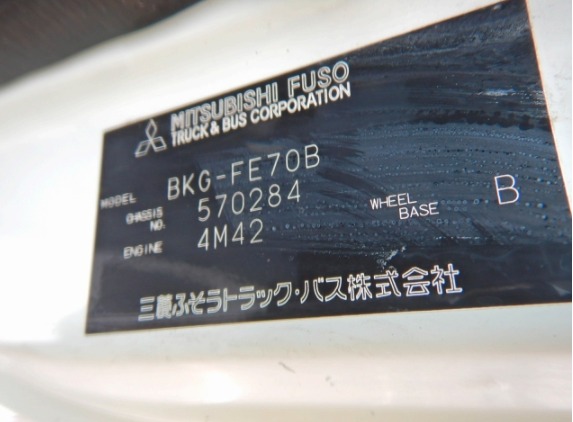 MITSUBISHI FUSO
TRUCK & BUS CORPORATION
MODEL BKG-FE70B
CHASSIS NO. 570284
ENGINE 4M42
WHEEL BASE B
三菱ふそうトラック・バス株式会社